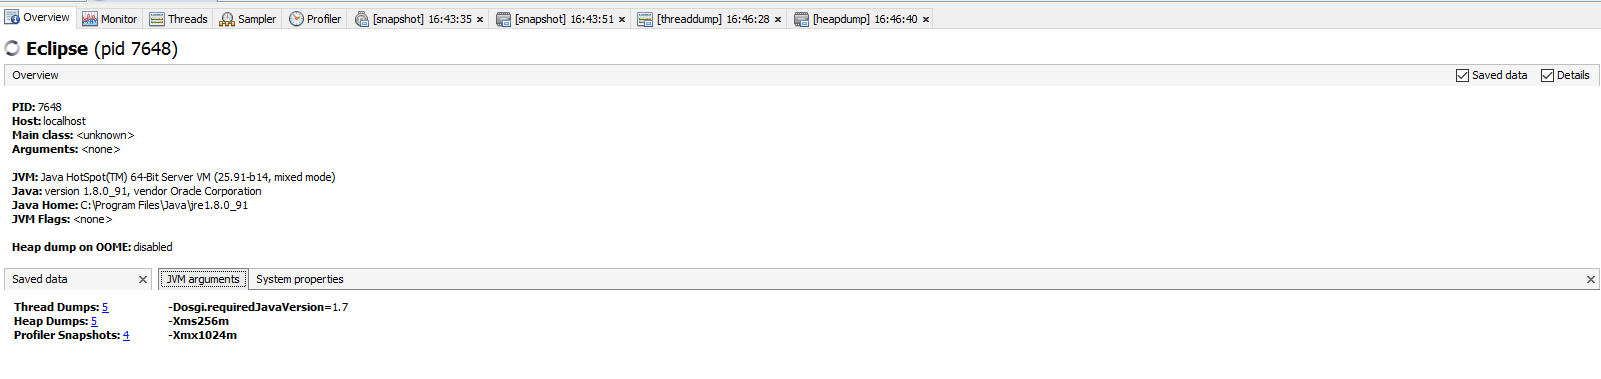 Overview Monitor Threads Sampler Profiler [snapshot] 16:43:35 × [snapshot] 16:43:51 × [threaddump] 16:46:28 × [heapdump] 16:46:40 ×
Eclipse (pid 7648)
Overview Saved data Details
PID: 7648
Host: localhost
Main class: <unknown>
Arguments: <none>
JVM: Java HotSpot(TM) 64-Bit Server VM (25.91-b14, mixed mode)
Java: version 1.8.0_91, vendor Oracle Corporation
Java Home: C:\Program Files\Java\jre1.8.0_91
JVM Flags: <none>
Heap dump on OOME: disabled
Saved data × JVM arguments System properties ×
Thread Dumps: 5 -Dosgi.requiredJavaVersion=1.7
Heap Dumps: 5 -Xms256m
Profiler Snapshots: 4 -Xmx1024m